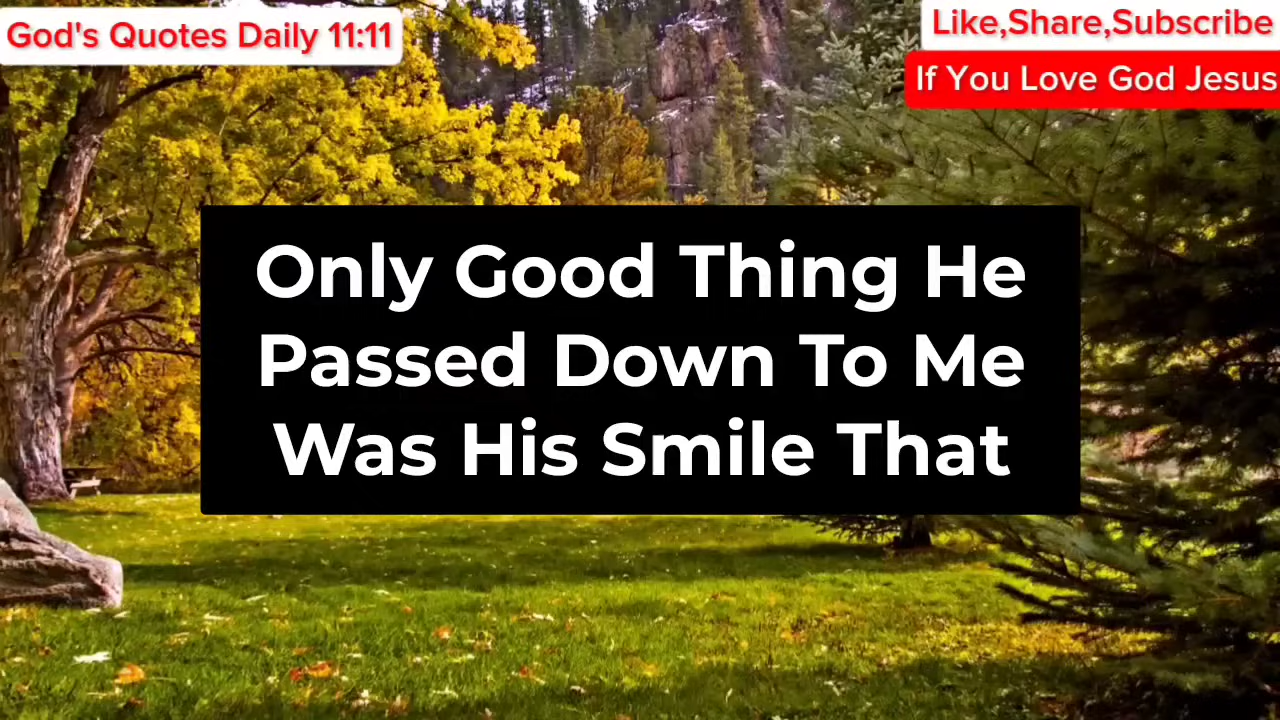 God's Quotes Daily 11:11
Like,Share,Subscribe
If You Love God Jesus
Only Good Thing He
Passed Down To Me
Was His Smile That